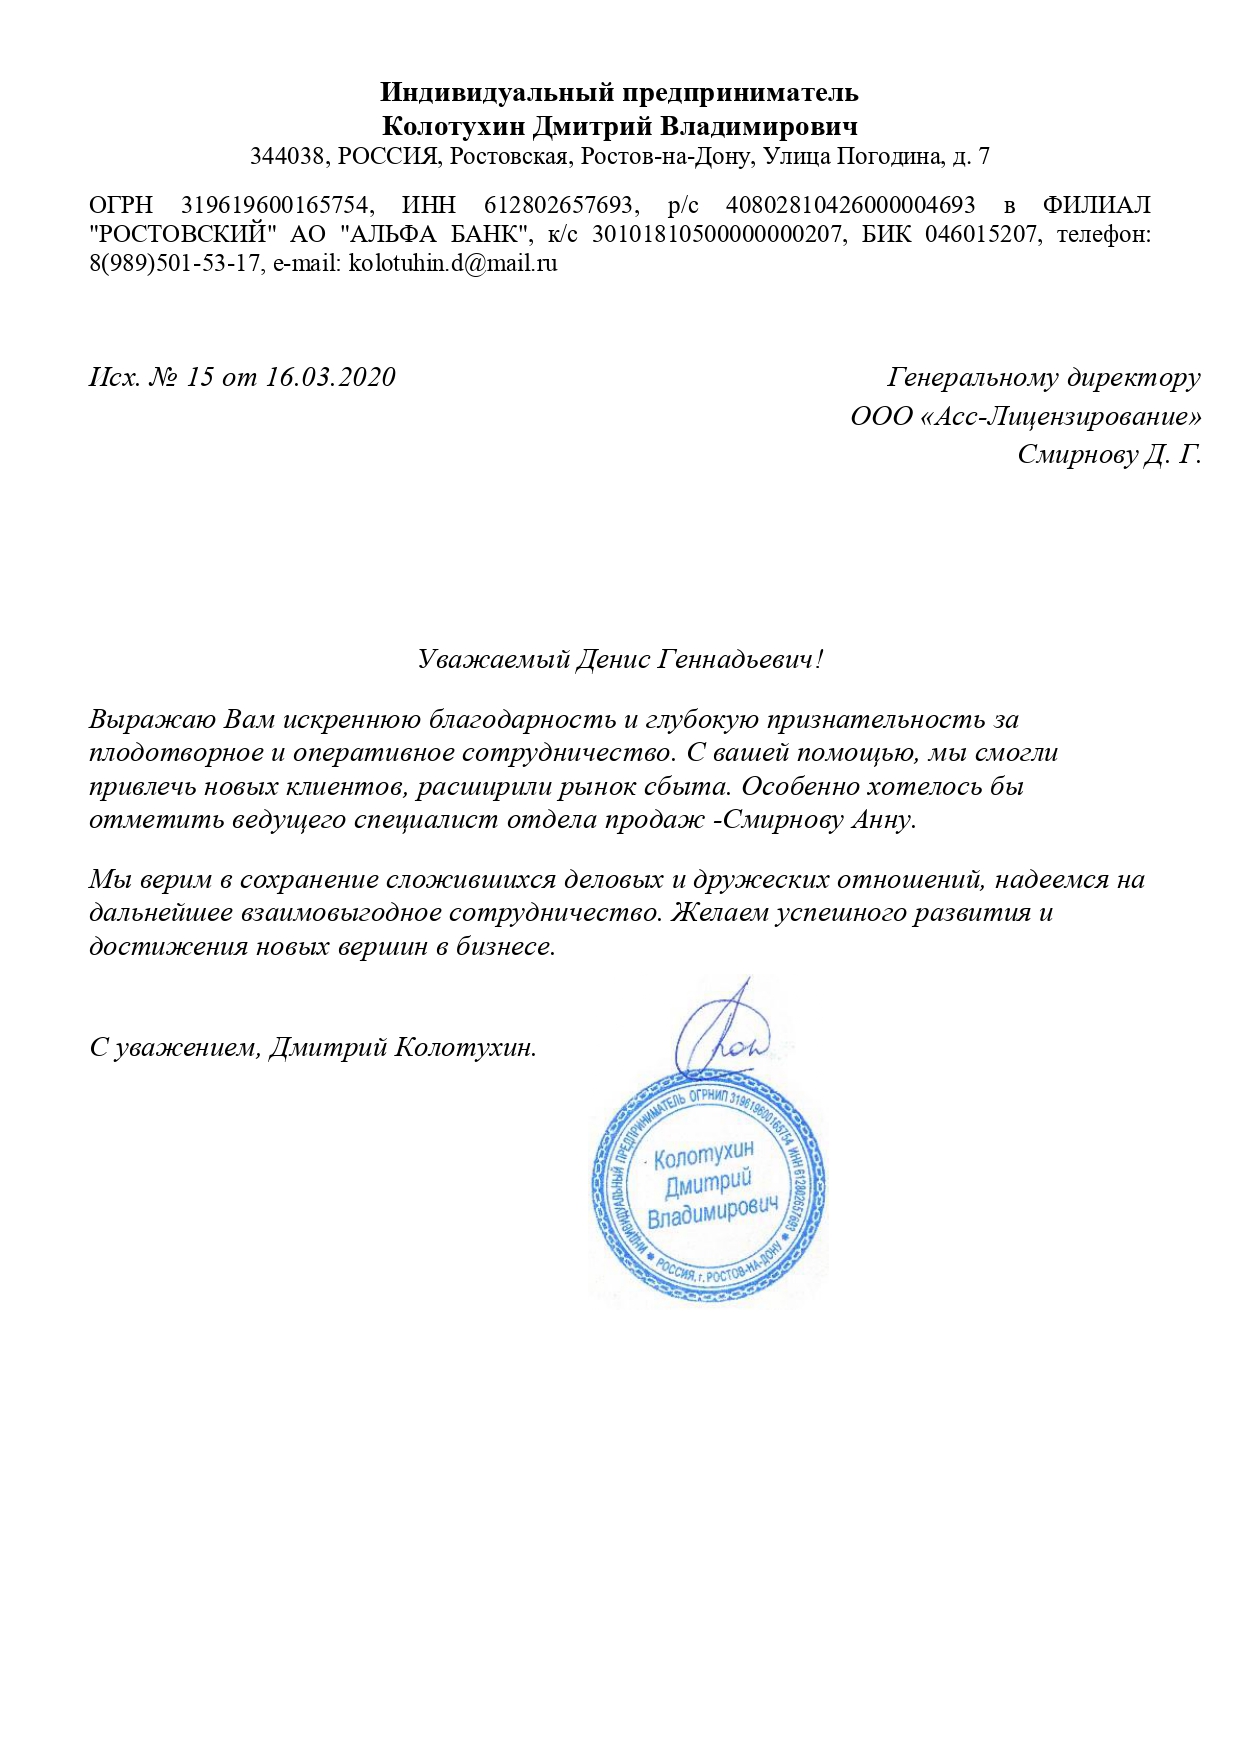 Индивидуальный предприниматель
Колотухин Дмитрий Владимирович
344038, РОССИЯ, Ростовская, Ростов-на-Дону, Улица Погодина, д. 7
ОГРН 319619600165754, ИНН 612802657693, р/с 40802810426000004693 в ФИЛИАЛ
"РОСТОВСКИЙ" АО "АЛЬФА БАНК", к/с 30101810500000000207, БИК 046015207, телефон:
8(989)501-53-17, e-mail: kolotuhin.d@mail.ru
Исх. № 15 от 16.03.2020
Генеральному директору
ООО «Асс-Лицензирование»
Смирнову Д. Г.
Уважаемый Денис Геннадьевич!
Выражаю Вам искреннюю благодарность и глубокую признательность за
плодотворное и оперативное сотрудничество. С вашей помощью, мы смогли
привлечь новых клиентов, расширили рынок сбыта. Особенно хотелось бы
отметить ведущего специалист отдела продаж -Смирнову Анну.
Мы верим в сохранение сложившихся деловых и дружеских отношений, надеемся на
дальнейшее взаимовыгодное сотрудничество. Желаем успешного развития и
достижения новых вершин в бизнесе.
С уважением, Дмитрий Колотухин.
ИНДИВИДУАЛЬНЫЙ ПРЕДПРИНИМАТЕЛЬ ОГРНИП 319619600165754 ИНН 612802657693
Колотухин
Дмитрий
Владимирович
РОССИЯ, г. РОСТОВ-НА-ДОНУ